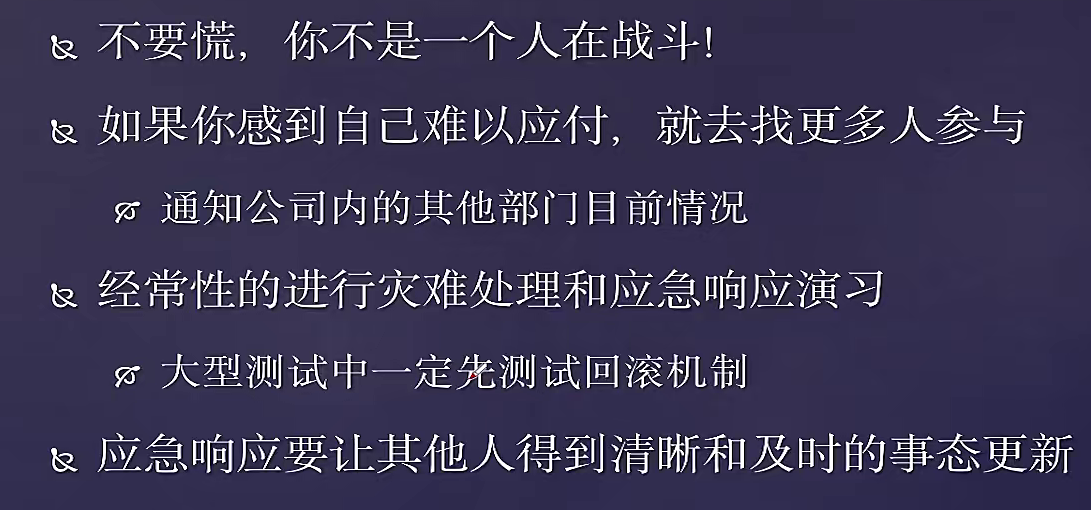 不要慌，你不是一个人在战斗！
如果你感到自己难以应付，就去找更多人参与
通知公司内的其他部门目前情况
经常性的进行灾难处理和应急响应演习
大型测试中一定先测试回滚机制
应急响应要让其他人得到清晰和及时的事态更新